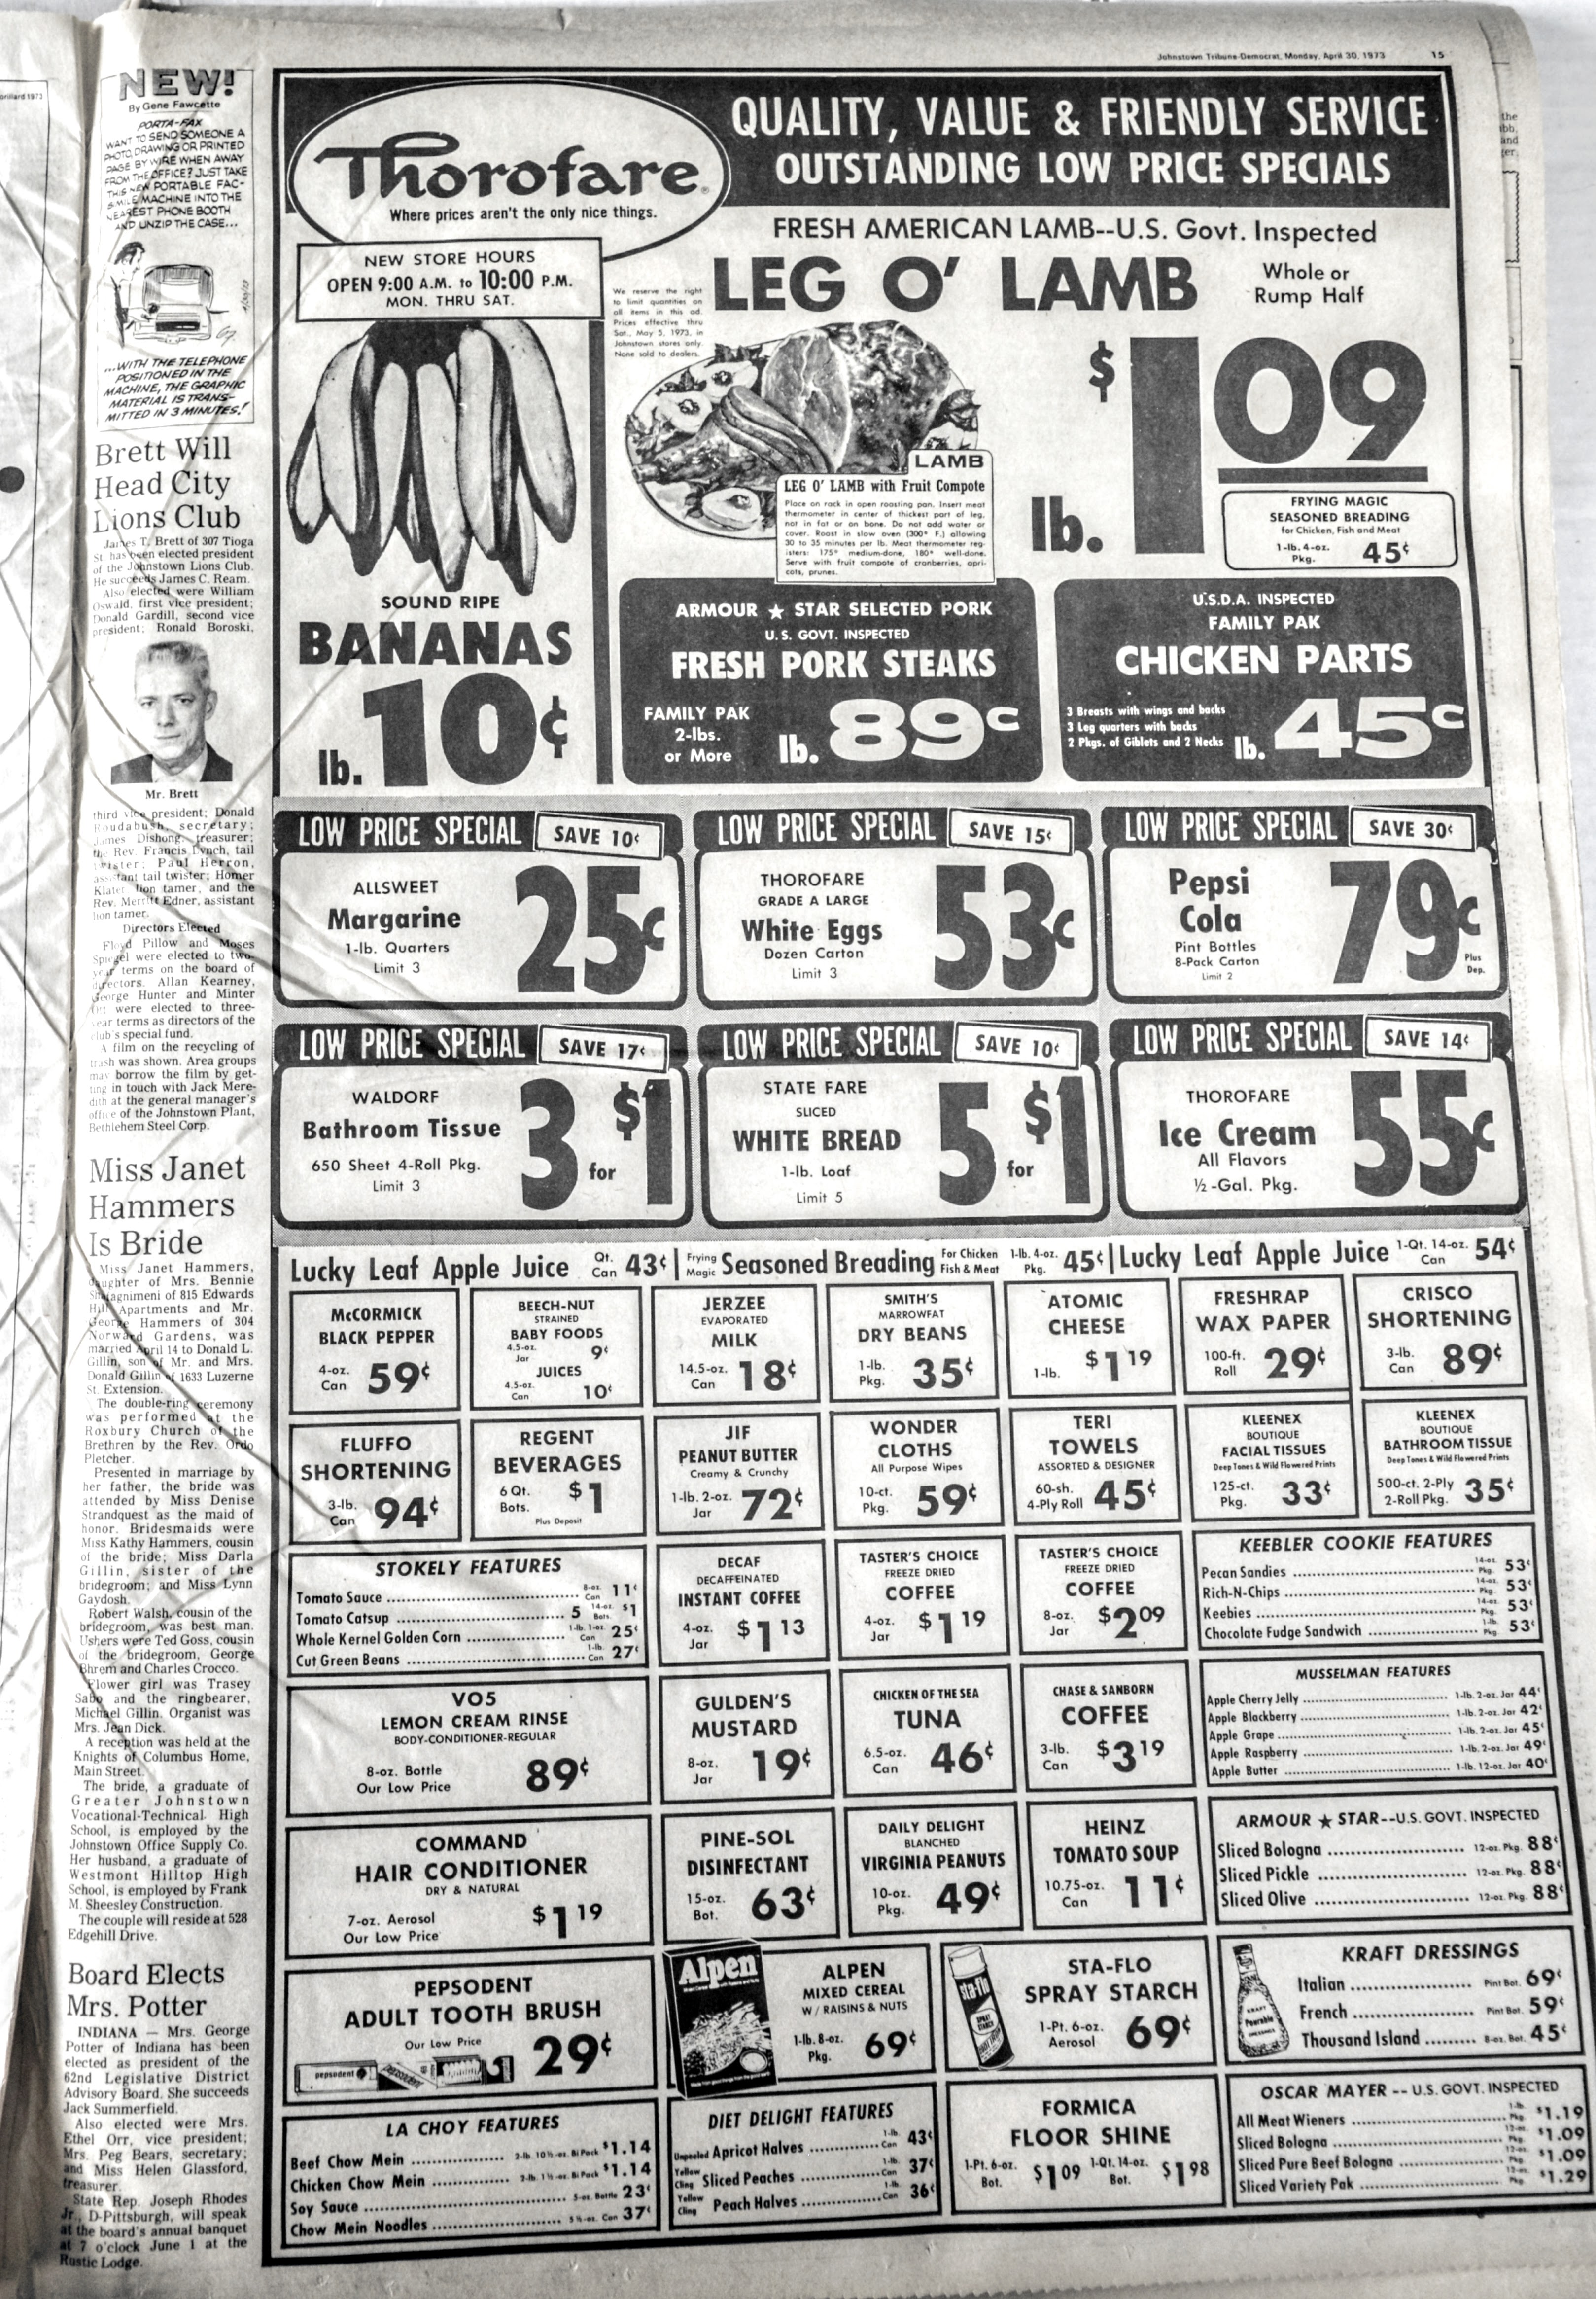 Johnstown Tribune-Democrat, Monday, April 30, 1973 15
NEW!
By Gene Fawcette
PORTA-FAX
WANT TO SEND SOMEONE A
PHOTO, DRAWING OR PRINTED
PAGE BY WIRE WHEN AWAY
FROM THE OFFICE? JUST TAKE
THIS NEW PORTABLE FAC-
SIMILE MACHINE INTO THE
NEAREST PHONE BOOTH
AND UNZIP THE CASE...
...WITH THE TELEPHONE
POSITIONED IN THE
MACHINE, THE GRAPHIC
MATERIAL IS TRANS-
MITTED IN 3 MINUTES!
Brett Will
Head City
Lions Club
James T. Brett of 307 Tioga
St. has been elected president
of the Johnstown Lions Club.
He succeeds James C. Ream.
Also elected were William
Oswald, first vice president;
Donald Gardill, second vice
president; Ronald Boroski,
Mr. Brett
third vice president; Donald
Roudabush, secretary;
James Dishong, treasurer;
the Rev. Francis Lynch, tail
twister; Paul Herron,
assistant tail twister; Homer
Klater, lion tamer, and the
Rev. Merritt Edner, assistant
lion tamer.
Directors Elected
Floyd Pillow and Moses
Spiegel were elected to two-
year terms on the board of
directors. Allan Kearney,
George Hunter and Minter
were elected to three-
year terms as directors of the
club's special fund.
A film on the recycling of
trash was shown. Area groups
may borrow the film by get-
ting in touch with Jack Mere-
dith at the general manager's
office of the Johnstown Plant,
Bethlehem Steel Corp.
Miss Janet
Hammers
Is Bride
Miss Janet Hammers,
daughter of Mrs. Bennie
of 815 Edwards
Hill Apartments and Mr.
George Hammers of 304
Norward Gardens, was
married April 14 to Donald L.
Gillin, son of Mr. and Mrs.
Donald Gillin of 1633 Luzerne
St. Extension.
The double-ring ceremony
was performed at the
Roxbury Church of the
Brethren by the Rev. Ordo
Pletcher.
Presented in marriage by
her father, the bride was
attended by Miss Denise
Strandquest as the maid of
honor. Bridesmaids were
Miss Kathy Hammers, cousin
of the bride; Miss Darla
Gillin, sister of the
bridegroom; and Miss Lynn
Gaydosh.
Robert Walsh, cousin of the
bridegroom, was best man.
Ushers were Ted Goss, cousin
of the bridegroom, George
Bhrem and Charles Crocco.
Flower girl was Trasey
Sabo and the ringbearer,
Michael Gillin. Organist was
Mrs. Jean Dick.
A reception was held at the
Knights of Columbus Home,
Main Street.
The bride, a graduate of
Greater Johnstown
Vocational-Technical High
School, is employed by the
Johnstown Office Supply Co.
Her husband, a graduate of
Westmont Hilltop High
School, is employed by Frank
M. Sheesley Construction.
The couple will reside at 528
Edgehill Drive.
Board Elects
Mrs. Potter
INDIANA — Mrs. George
Potter of Indiana has been
elected as president of the
62nd Legislative District
Advisory Board. She succeeds
Jack Summerfield.
Also elected were Mrs.
Ethel Orr, vice president;
Mrs. Peg Bears, secretary;
and Miss Helen Glassford,
treasurer.
State Rep. Joseph Rhodes
Jr., D-Pittsburgh, will speak
at the board's annual banquet
at 7 o'clock June 1 at the
Rustic Lodge.
Thorofare
Where prices aren't the only nice things.
QUALITY, VALUE & FRIENDLY SERVICE
OUTSTANDING LOW PRICE SPECIALS
NEW STORE HOURS
OPEN 9:00 A.M. to 10:00 P.M.
MON. THRU SAT.
We reserve the right
to limit quantities on
all items in this ad.
Prices effective thru
Sat., May 5, 1973, in
Johnstown stores only.
None sold to dealers.
FRESH AMERICAN LAMB--U.S. Govt. Inspected
LEG O' LAMB Whole or
Rump Half
$1 09 lb.
LAMB
LEG O' LAMB with Fruit Compote
Place on rack in open roasting pan. Insert meat
thermometer in center of thickest part of leg,
not in fat or on bone. Do not add water or
cover. Roast in slow oven (300° F.) allowing
30 to 35 minutes per lb. Meat thermometer reg-
isters: 175° medium-done, 180° well-done.
Serve with fruit compote of cranberries, apri-
cots, prunes.
FRYING MAGIC
SEASONED BREADING
for Chicken, Fish and Meat
1-lb. 4-oz.
Pkg. 45¢
SOUND RIPE
BANANAS
lb. 10¢
ARMOUR ★ STAR SELECTED PORK
U. S. GOVT. INSPECTED
FRESH PORK STEAKS
FAMILY PAK
2-lbs.
or More
lb. 89c
U.S.D.A. INSPECTED
FAMILY PAK
CHICKEN PARTS
3 Breasts with wings and backs
3 Leg quarters with backs
2 Pkgs. of Giblets and 2 Necks
lb. 45c
LOW PRICE SPECIAL SAVE 10¢
ALLSWEET
Margarine
1-lb. Quarters
Limit 3
25¢
LOW PRICE SPECIAL SAVE 15¢
THOROFARE
GRADE A LARGE
White Eggs
Dozen Carton
Limit 3
53¢
LOW PRICE SPECIAL SAVE 30¢
Pepsi
Cola
Pint Bottles
8-Pack Carton
Limit 2
79¢
Plus
Dep.
LOW PRICE SPECIAL SAVE 17¢
WALDORF
Bathroom Tissue
650 Sheet 4-Roll Pkg.
Limit 3
3 for $1
LOW PRICE SPECIAL SAVE 10¢
STATE FARE
SLICED
WHITE BREAD
1-lb. Loaf
Limit 5
5 for $1
LOW PRICE SPECIAL SAVE 14¢
THOROFARE
Ice Cream
All Flavors
½-Gal. Pkg.
55¢
Lucky Leaf Apple Juice Qt. Can 43¢ | Frying Magic Seasoned Breading For Chicken Fish & Meat 1-lb. 4-oz. Pkg. 45¢ | Lucky Leaf Apple Juice 1-Qt. 14-oz. Can 54¢
McCORMICK
BLACK PEPPER
4-oz.
Can 59¢
BEECH-NUT
STRAINED
BABY FOODS
4.5-oz.
Jar 9¢
JUICES
4.5-oz.
Can 10¢
JERZEE
EVAPORATED
MILK
14.5-oz.
Can 18¢
SMITH'S
MARROWFAT
DRY BEANS
1-lb.
Pkg. 35¢
ATOMIC
CHEESE
1-lb. $1 19
FRESHRAP
WAX PAPER
100-ft.
Roll 29¢
CRISCO
SHORTENING
3-lb.
Can 89¢
FLUFFO
SHORTENING
3-lb.
Can 94¢
REGENT
BEVERAGES
6 Qt.
Bots. $1
Plus Deposit
JIF
PEANUT BUTTER
Creamy & Crunchy
1-lb. 2-oz.
Jar 72¢
WONDER
CLOTHS
All Purpose Wipes
10-ct.
Pkg. 59¢
TERI
TOWELS
ASSORTED & DESIGNER
60-sh.
4-Ply Roll 45¢
KLEENEX
BOUTIQUE
FACIAL TISSUES
Deep Tones & Wild Flowered Prints
125-ct.
Pkg. 33¢
KLEENEX
BOUTIQUE
BATHROOM TISSUE
Deep Tones & Wild Flowered Prints
500-ct. 2-Ply
2-Roll Pkg. 35¢
STOKELY FEATURES
Tomato Sauce 8-oz. Can 11¢
Tomato Catsup 5 14-oz. Bots. $1
Whole Kernel Golden Corn 1-lb. 1-oz. Can 25¢
Cut Green Beans 1-lb. Can 27¢
DECAF
DECAFFEINATED
INSTANT COFFEE
4-oz.
Jar $1 13
TASTER'S CHOICE
FREEZE DRIED
COFFEE
4-oz.
Jar $1 19
TASTER'S CHOICE
FREEZE DRIED
COFFEE
8-oz.
Jar $2 09
KEEBLER COOKIE FEATURES
Pecan Sandies 14-oz. Pkg. 53¢
Rich-N-Chips 14-oz. Pkg. 53¢
Keebies 14-oz. Pkg. 53¢
Chocolate Fudge Sandwich 1-lb. Pkg. 53¢
VO5
LEMON CREAM RINSE
BODY-CONDITIONER-REGULAR
8-oz. Bottle
Our Low Price 89¢
GULDEN'S
MUSTARD
8-oz.
Jar 19¢
CHICKEN OF THE SEA
TUNA
6.5-oz.
Can 46¢
CHASE & SANBORN
COFFEE
3-lb.
Can $3 19
MUSSELMAN FEATURES
Apple Cherry Jelly 1-lb. 2-oz. Jar 44¢
Apple Blackberry 1-lb. 2-oz. Jar 42¢
Apple Grape 1-lb. 2-oz. Jar 45¢
Apple Raspberry 1-lb. 2-oz. Jar 49¢
Apple Butter 1-lb. 12-oz. Jar 40¢
COMMAND
HAIR CONDITIONER
DRY & NATURAL
7-oz. Aerosol
Our Low Price $1 19
PINE-SOL
DISINFECTANT
15-oz.
Bot. 63¢
DAILY DELIGHT
BLANCHED
VIRGINIA PEANUTS
10-oz.
Pkg. 49¢
HEINZ
TOMATO SOUP
10.75-oz.
Can 11¢
ARMOUR ★ STAR--U.S. GOVT. INSPECTED
Sliced Bologna 12-oz. Pkg. 88¢
Sliced Pickle 12-oz. Pkg. 88¢
Sliced Olive 12-oz. Pkg. 88¢
PEPSODENT
ADULT TOOTH BRUSH
Our Low Price 29¢
pepsodent
pepsodent
Alpen
ALPEN
MIXED CEREAL
W/ RAISINS & NUTS
1-lb. 8-oz.
Pkg. 69¢
sta-flo
SPRAY
STARCH
STA-FLO
SPRAY STARCH
1-Pt. 6-oz.
Aerosol 69¢
KRAFT
KRAFT DRESSINGS
Italian Pint Bot. 69¢
French Pint Bot. 59¢
Thousand Island 8-oz. Bot. 45¢
LA CHOY FEATURES
Beef Chow Mein 2-lb. 10½-oz. Bi Pack $1.14
Chicken Chow Mein 2-lb. 1½-oz. Bi Pack $1.14
Soy Sauce 5-oz. Bottle 23¢
Chow Mein Noodles 5½-oz. Can 37¢
DIET DELIGHT FEATURES
Unpeeled Apricot Halves 1-lb. Can 43¢
Yellow Cling Sliced Peaches 1-lb. Can 37¢
Yellow Cling Peach Halves 1-lb. Can 36¢
FORMICA
FLOOR SHINE
1-Pt. 6-oz.
Bot. $1 09 1-Qt. 14-oz.
Bot. $1 98
OSCAR MAYER -- U.S. GOVT. INSPECTED
All Meat Wieners 1-lb. Pkg. $1.19
Sliced Bologna 12-oz. Pkg. $1.09
Sliced Pure Beef Bologna 12-oz. Pkg. $1.09
Sliced Variety Pak 12-oz. Pkg. $1.29